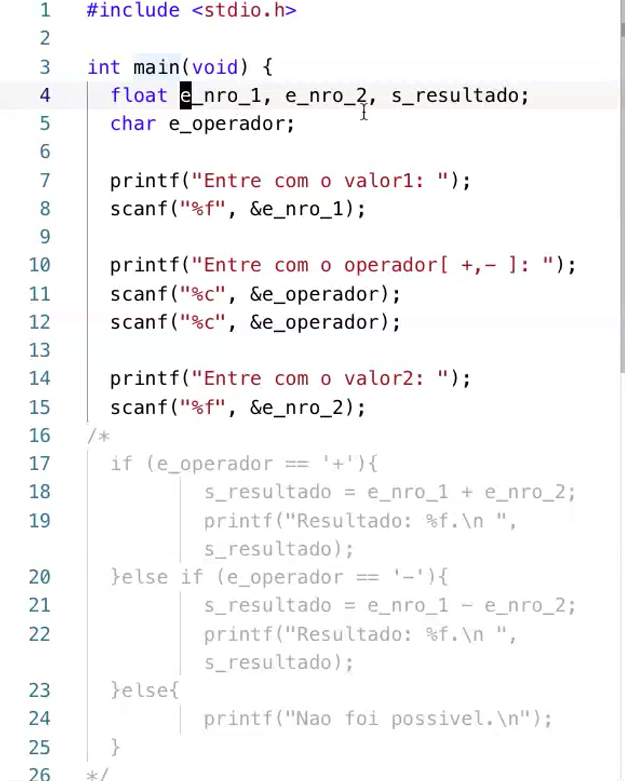 1 #include <stdio.h>
2
3 int main(void) {
4 float e_nro_1, e_nro_2, s_resultado;
5 char e_operador;
6
7 printf("Entre com o valor1: ");
8 scanf("%f", &e_nro_1);
9
10 printf("Entre com o operador[ +,- ]: ");
11 scanf("%c", &e_operador);
12 scanf("%c", &e_operador);
13
14 printf("Entre com o valor2: ");
15 scanf("%f", &e_nro_2);
16 /*
17 if (e_operador == '+'){
18 s_resultado = e_nro_1 + e_nro_2;
19 printf("Resultado: %f.\n ",
s_resultado);
20 }else if (e_operador == '-'){
21 s_resultado = e_nro_1 - e_nro_2;
22 printf("Resultado: %f.\n ",
s_resultado);
23 }else{
24 printf("Nao foi possivel.\n");
25 }
26 */